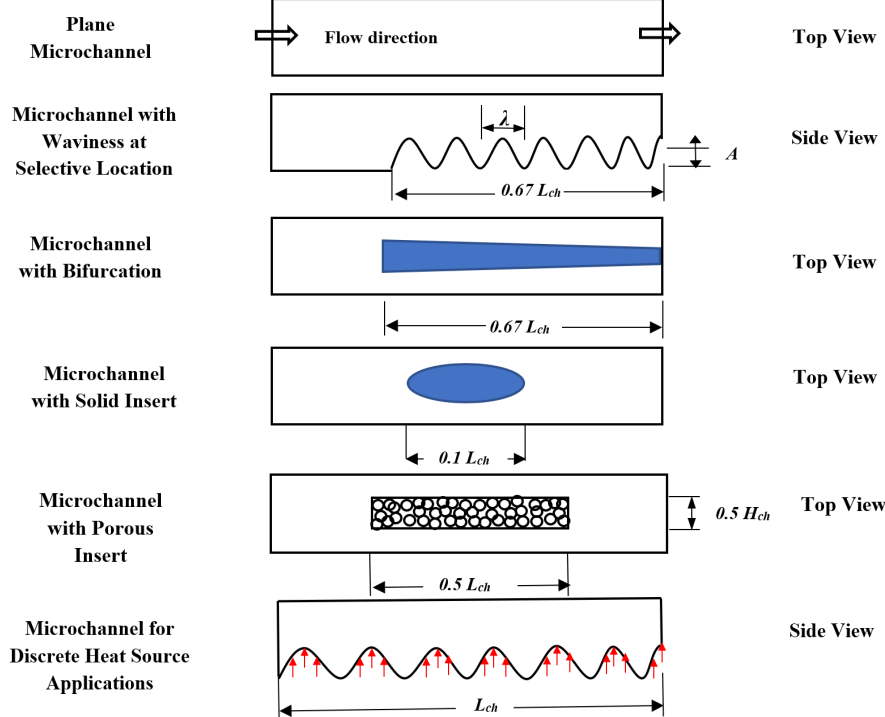 Plane
Microchannel
Flow direction
Top View
Microchannel with
Waviness at
Selective Location
λ
A
0.67 Lch
Side View
Microchannel
with Bifurcation
0.67 Lch
Top View
Microchannel
with Solid Insert
0.1 Lch
Top View
Microchannel
with Porous
Insert
0.5 Hch
0.5 Lch
Top View
Microchannel for
Discrete Heat Source
Applications
Lch
Side View